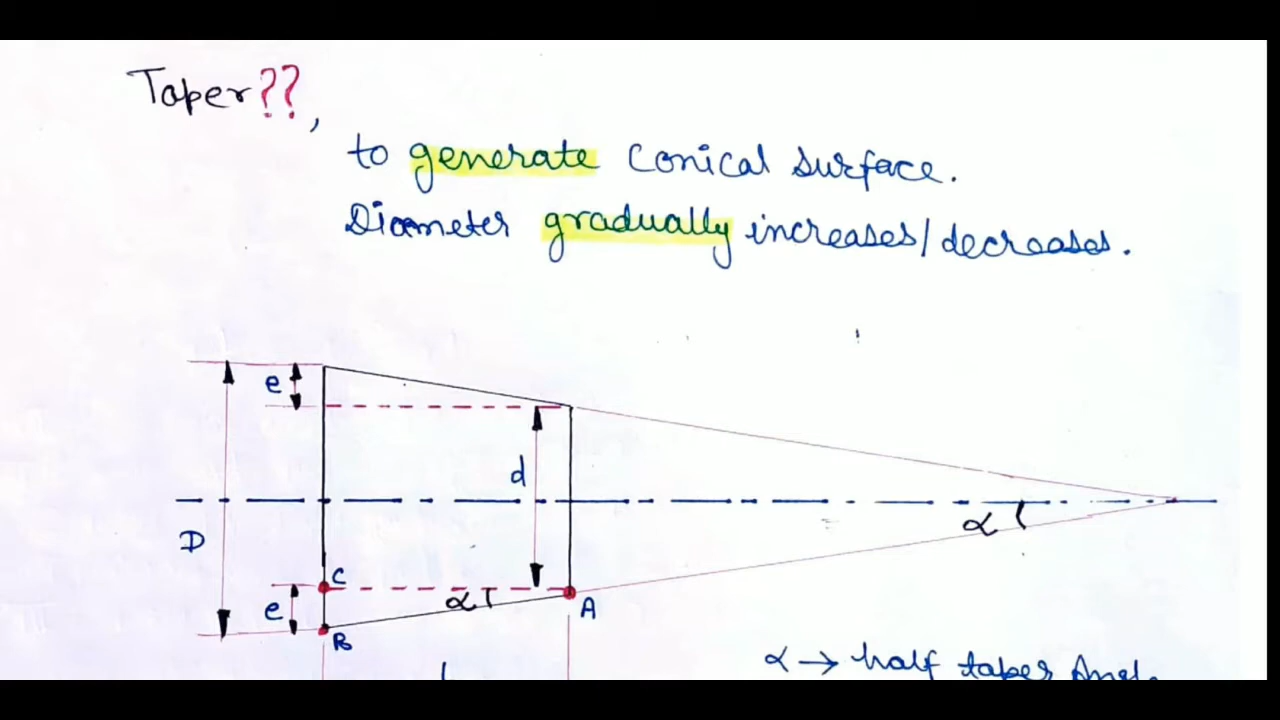 Taper??,
to generate conical surface.
Diameter gradually increases/decreases.
e
d
D
α
C
e
α
A
B
α → half taper